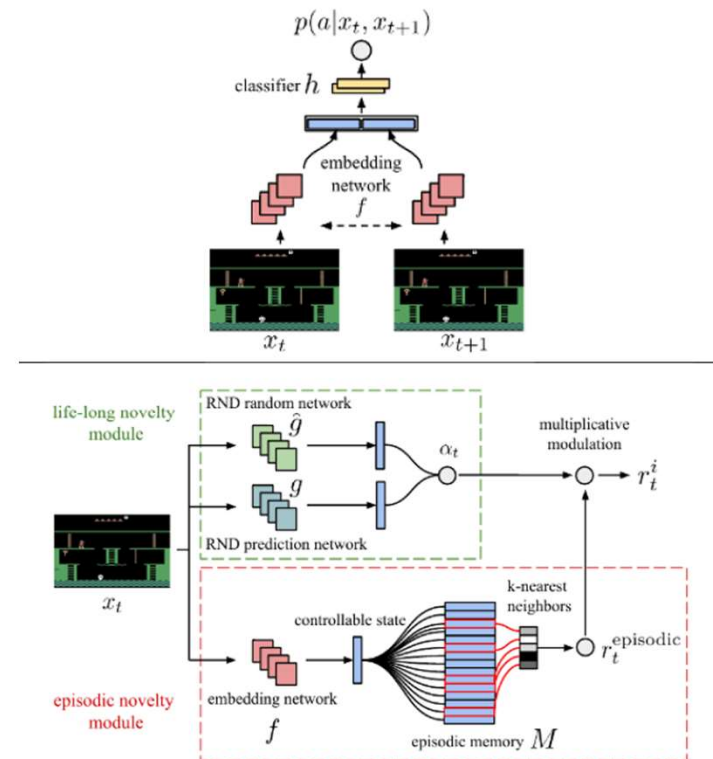 p(a|x_t, x_{t+1})
classifier h
embedding
network
f
x_t
x_{t+1}
life-long novelty
module
RND random network
ĝ
α_t
multiplicative
modulation
r_t^i
g
RND prediction network
x_t
k-nearest
neighbors
controllable state
r_t^{episodic}
episodic novelty
module
embedding network
f
episodic memory M